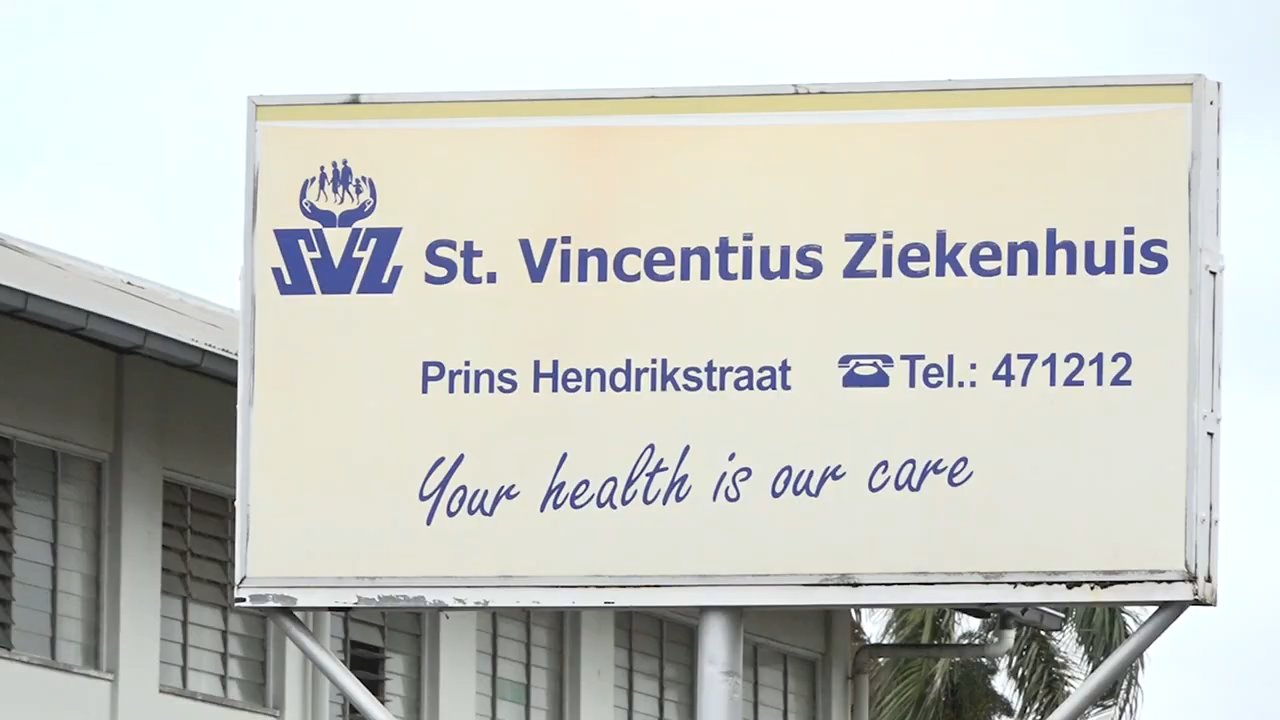 SVZ
St. Vincentius Ziekenhuis
Prins Hendrikstraat ☎Tel.: 471212
Your health is our care